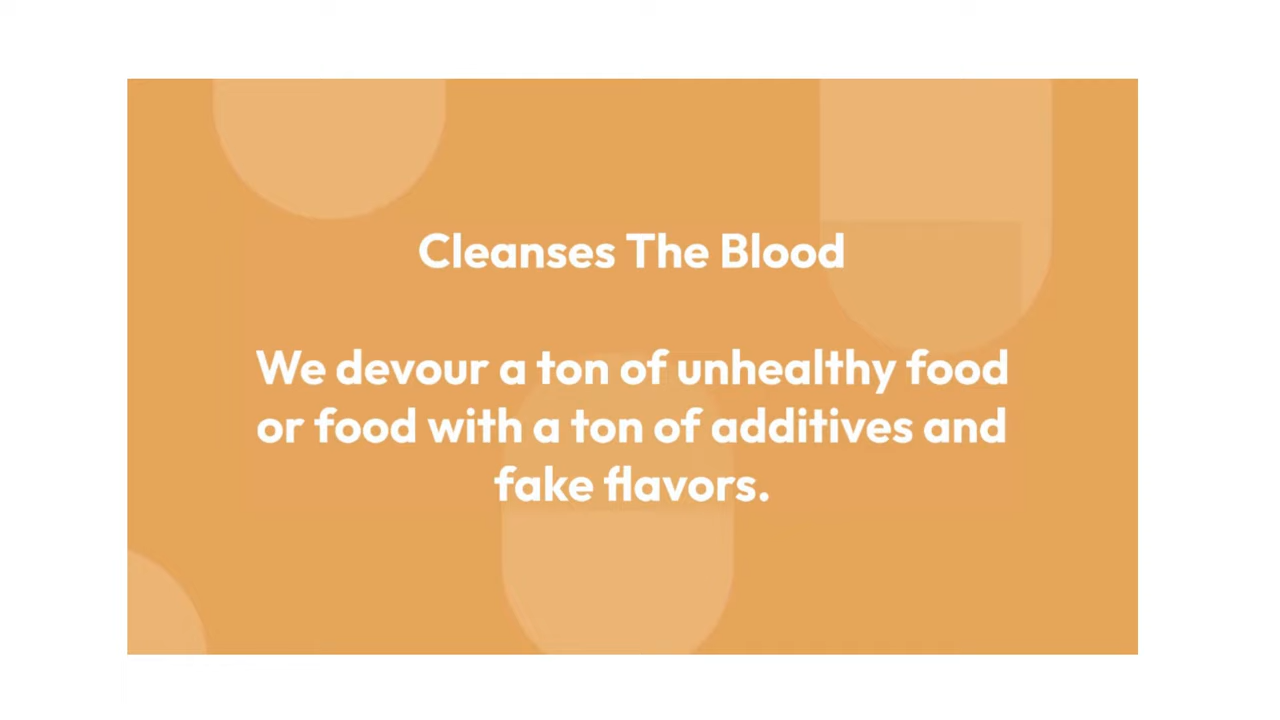 Cleanses The Blood
We devour a ton of unhealthy food
or food with a ton of additives and
fake flavors.